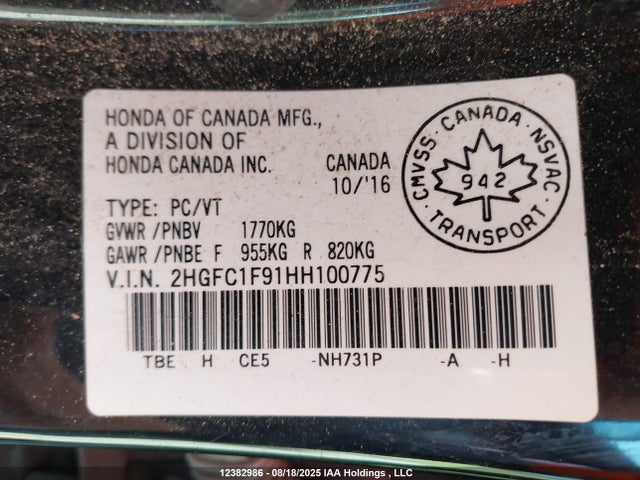 HONDA OF CANADA MFG.,
A DIVISION OF
HONDA CANADA INC. CANADA
10/'16
TYPE: PC/VT
GVWR /PNBV 1770KG
GAWR /PNBE F 955KG R 820KG
V.I.N. 2HGFC1F91HH100775
TBE H CE5 -NH731P -A -H
CMVSS · CANADA · NSVAC
942
TRANSPORT
12382986 - 08/18/2025 IAA Holdings , LLC